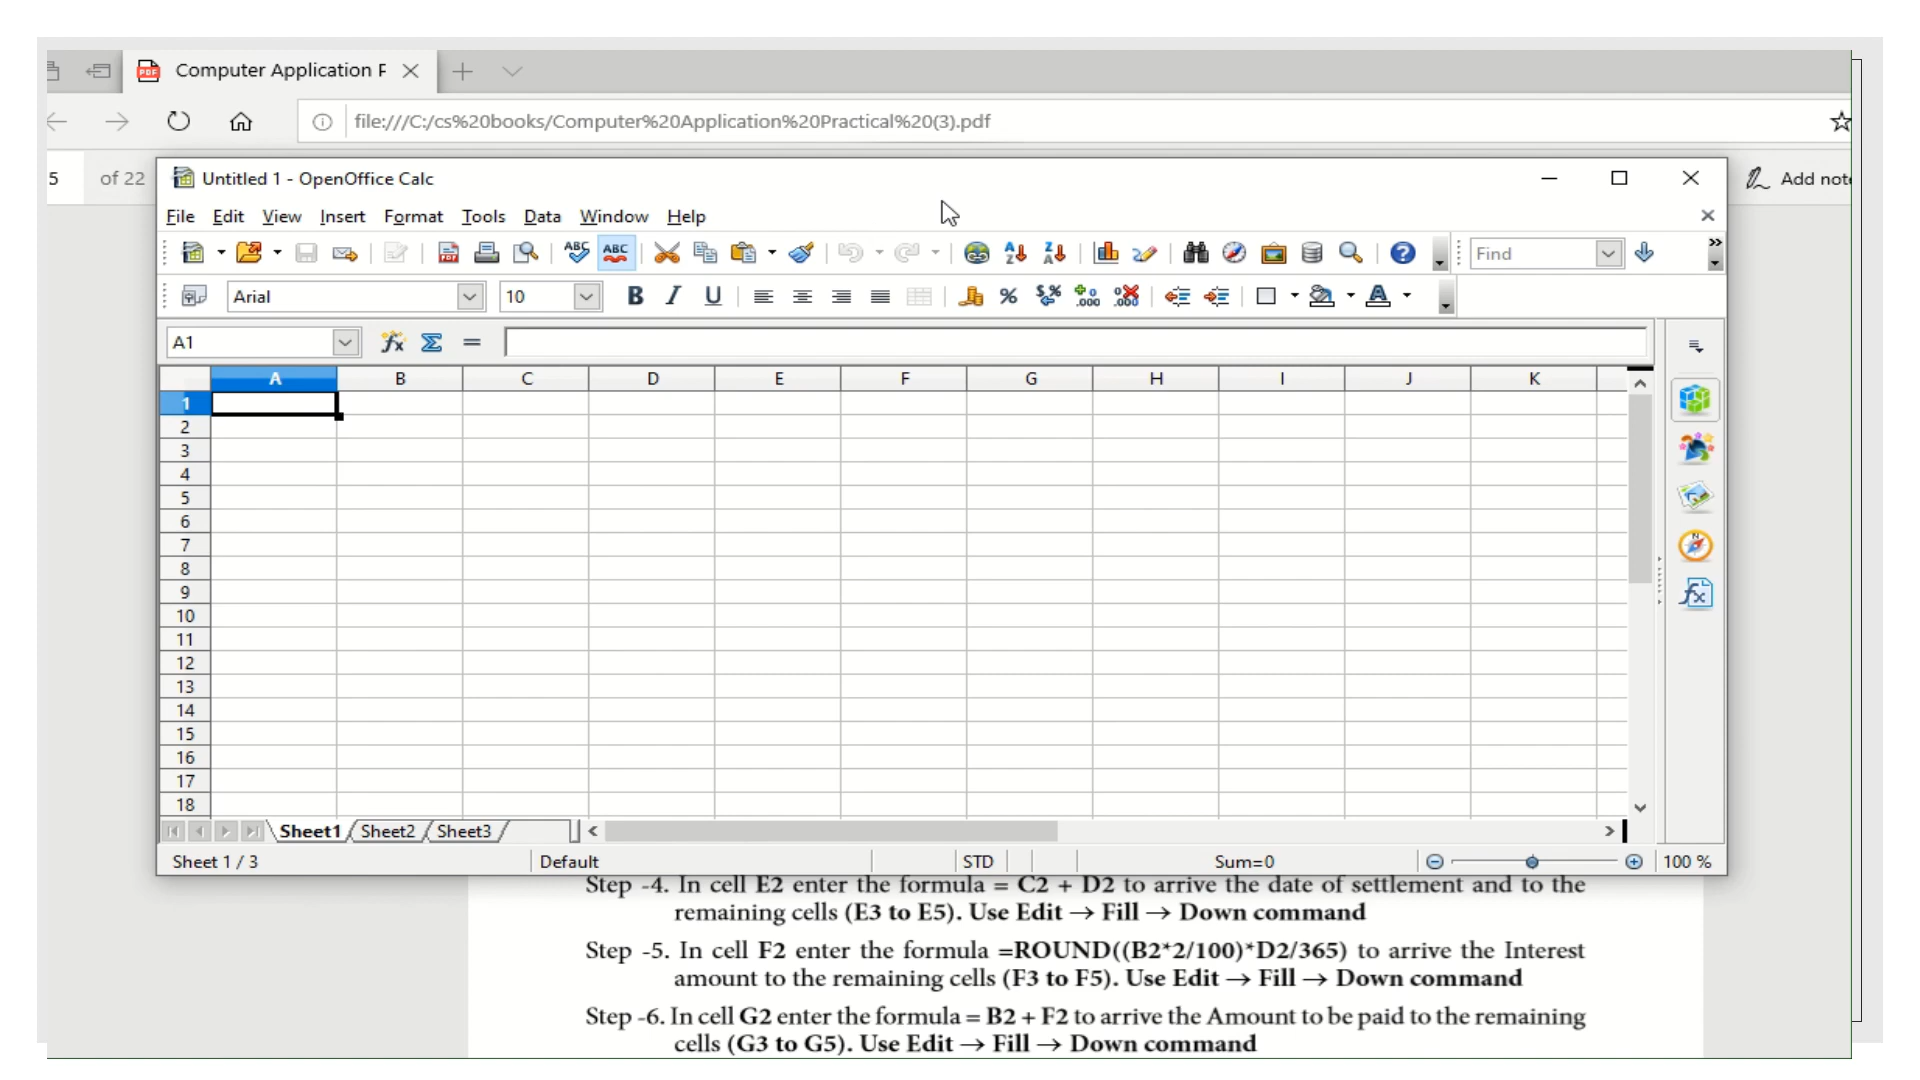 Computer Application F
file:///C:/cs%20books/Computer%20Application%20Practical%20(3).pdf
5 of 22
Add note
Untitled 1 - OpenOffice Calc
File Edit View Insert Format Tools Data Window Help
ABC ABC Find
Arial 10 B I U
A1
A B C D E F G H I J K
1
2
3
4
5
6
7
8
9
10
11
12
13
14
15
16
17
18
Sheet1 Sheet2 Sheet3
Sheet 1 / 3 Default STD Sum=0 100 %
Step -4. In cell E2 enter the formula = C2 + D2 to arrive the date of settlement and to the
remaining cells (E3 to E5). Use Edit → Fill → Down command
Step -5. In cell F2 enter the formula =ROUND((B2*2/100)*D2/365) to arrive the Interest
amount to the remaining cells (F3 to F5). Use Edit → Fill → Down command
Step -6. In cell G2 enter the formula = B2 + F2 to arrive the Amount to be paid to the remaining
cells (G3 to G5). Use Edit → Fill → Down command